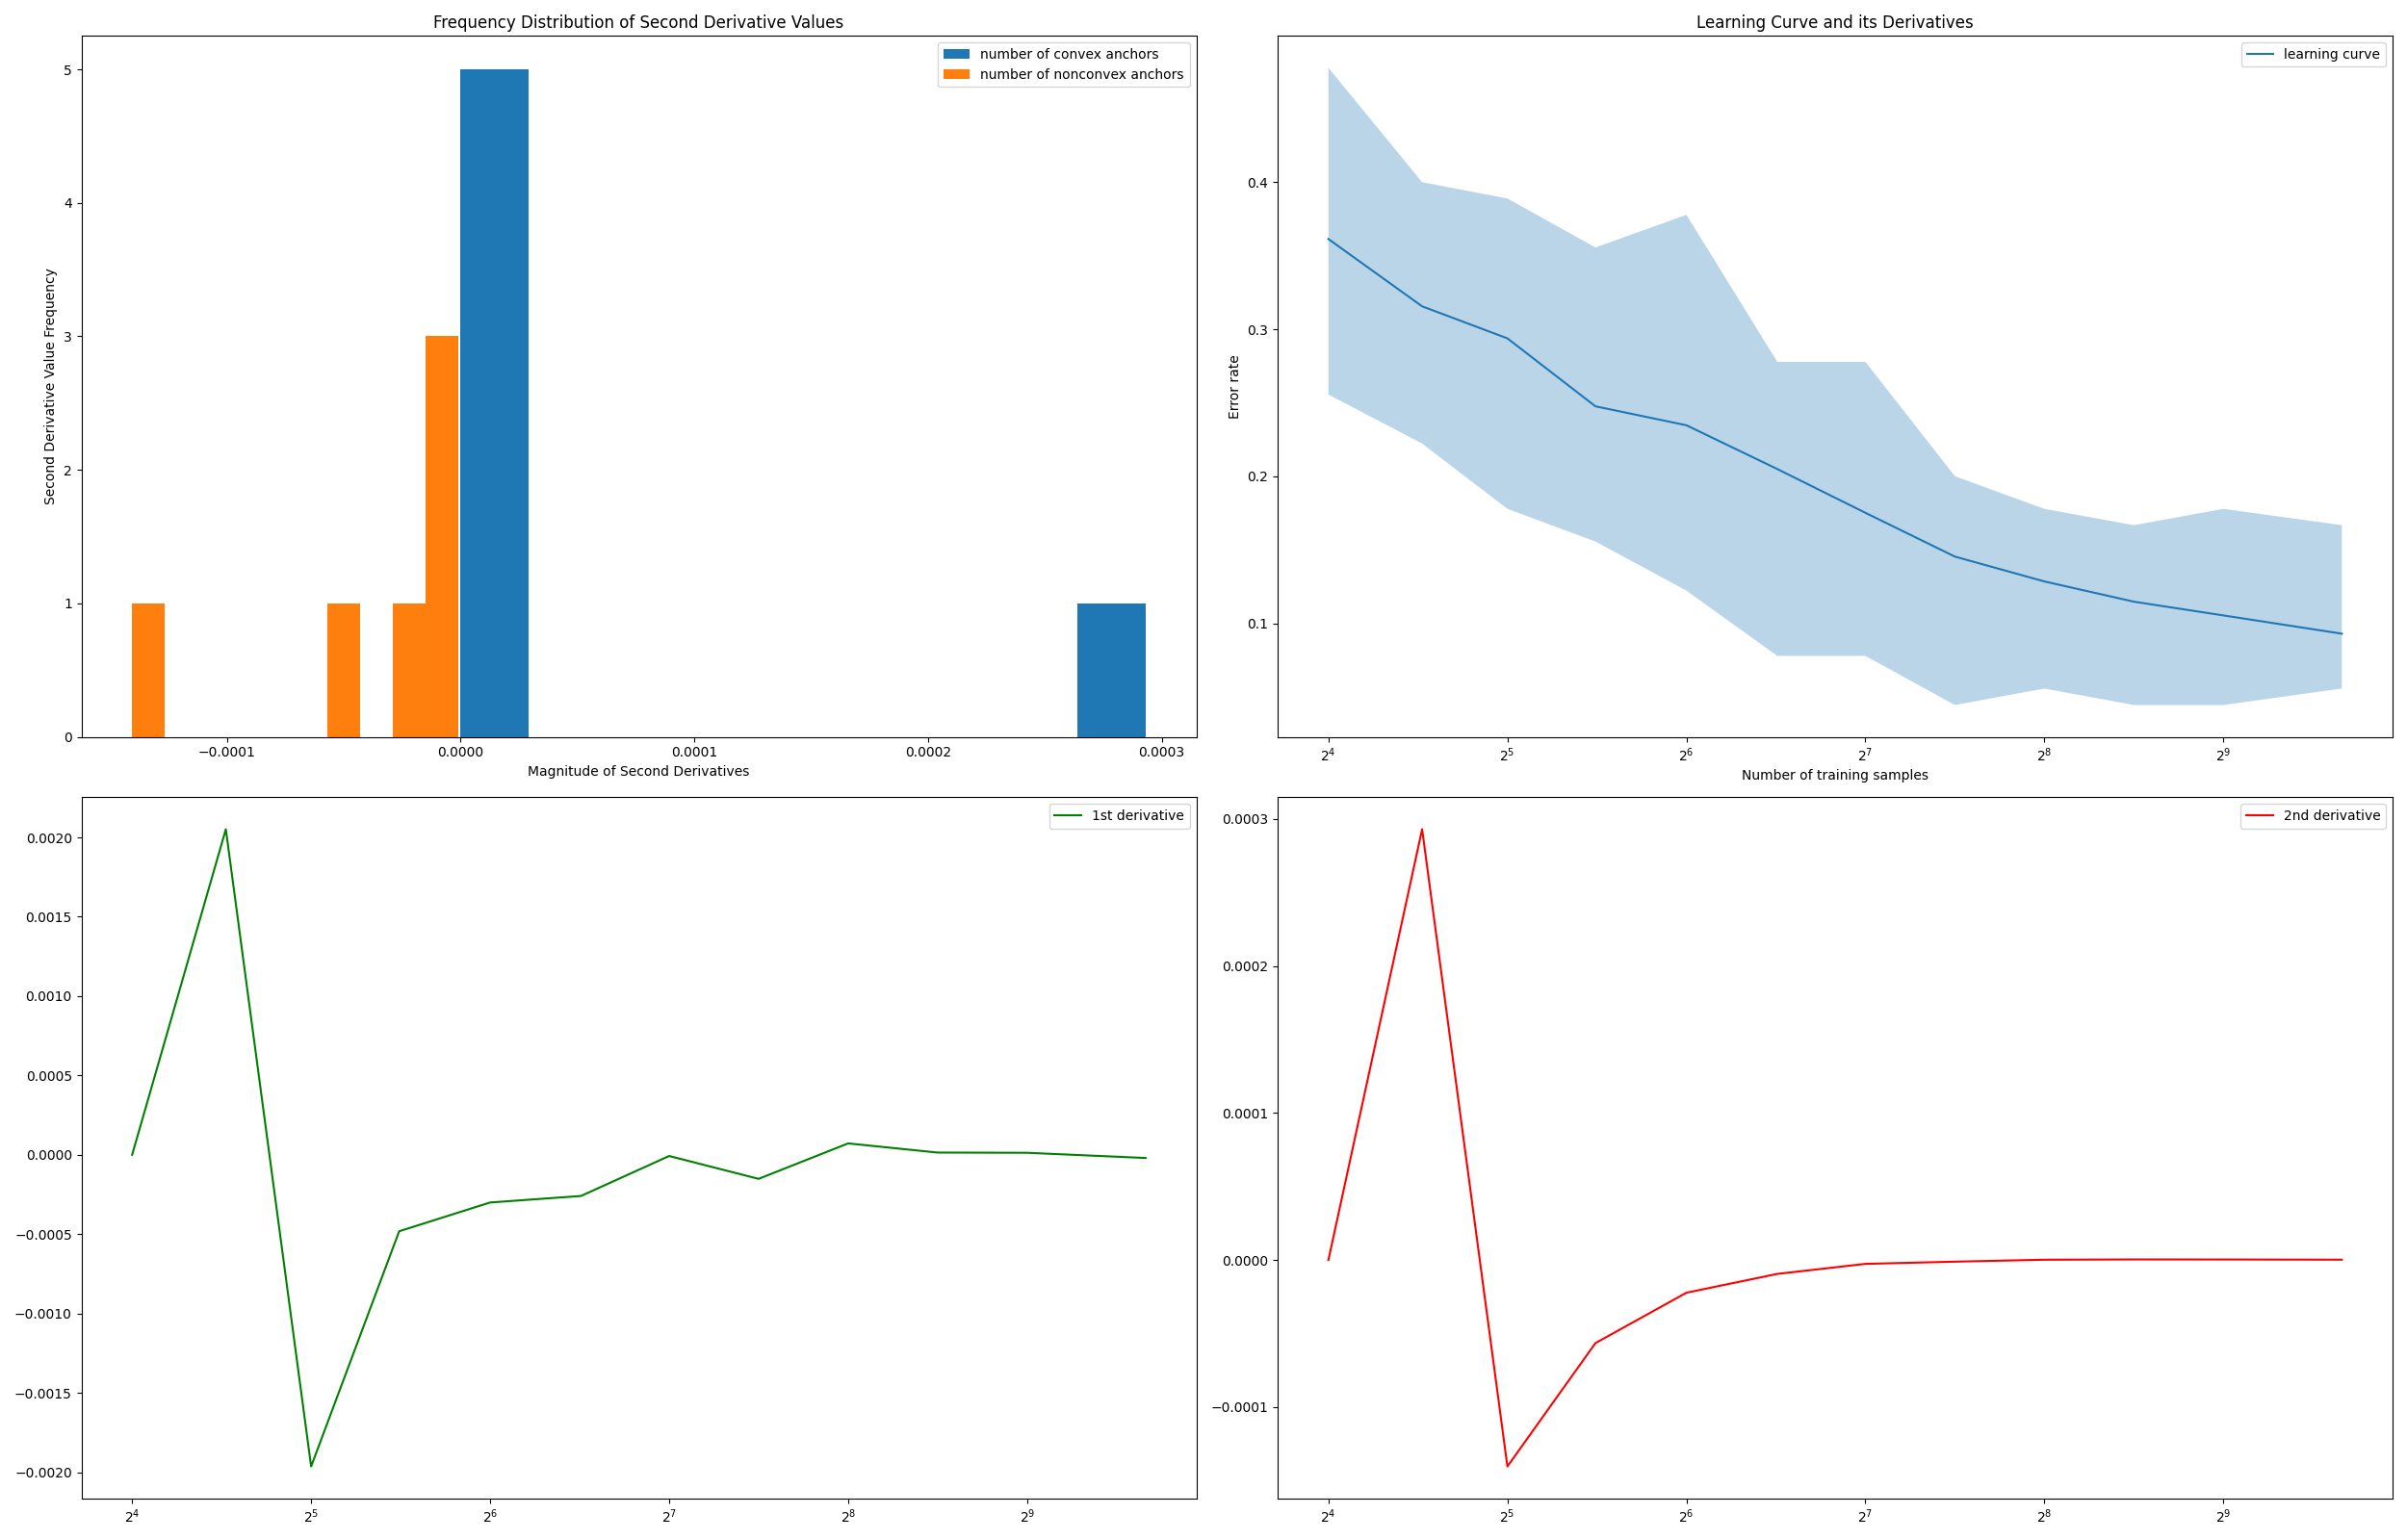 Frequency Distribution of Second Derivative Values
number of convex anchors
number of nonconvex anchors
Second Derivative Value Frequency
5
4
3
2
1
0
−0.0001 0.0000 0.0001 0.0002 0.0003
Magnitude of Second Derivatives
Learning Curve and its Derivatives
learning curve
Error rate
0.4
0.3
0.2
0.1
2⁴ 2⁵ 2⁶ 2⁷ 2⁸ 2⁹
Number of training samples
1st derivative
0.0020
0.0015
0.0010
0.0005
0.0000
−0.0005
−0.0010
−0.0015
−0.0020
2⁴ 2⁵ 2⁶ 2⁷ 2⁸ 2⁹
2nd derivative
0.0003
0.0002
0.0001
0.0000
−0.0001
2⁴ 2⁵ 2⁶ 2⁷ 2⁸ 2⁹